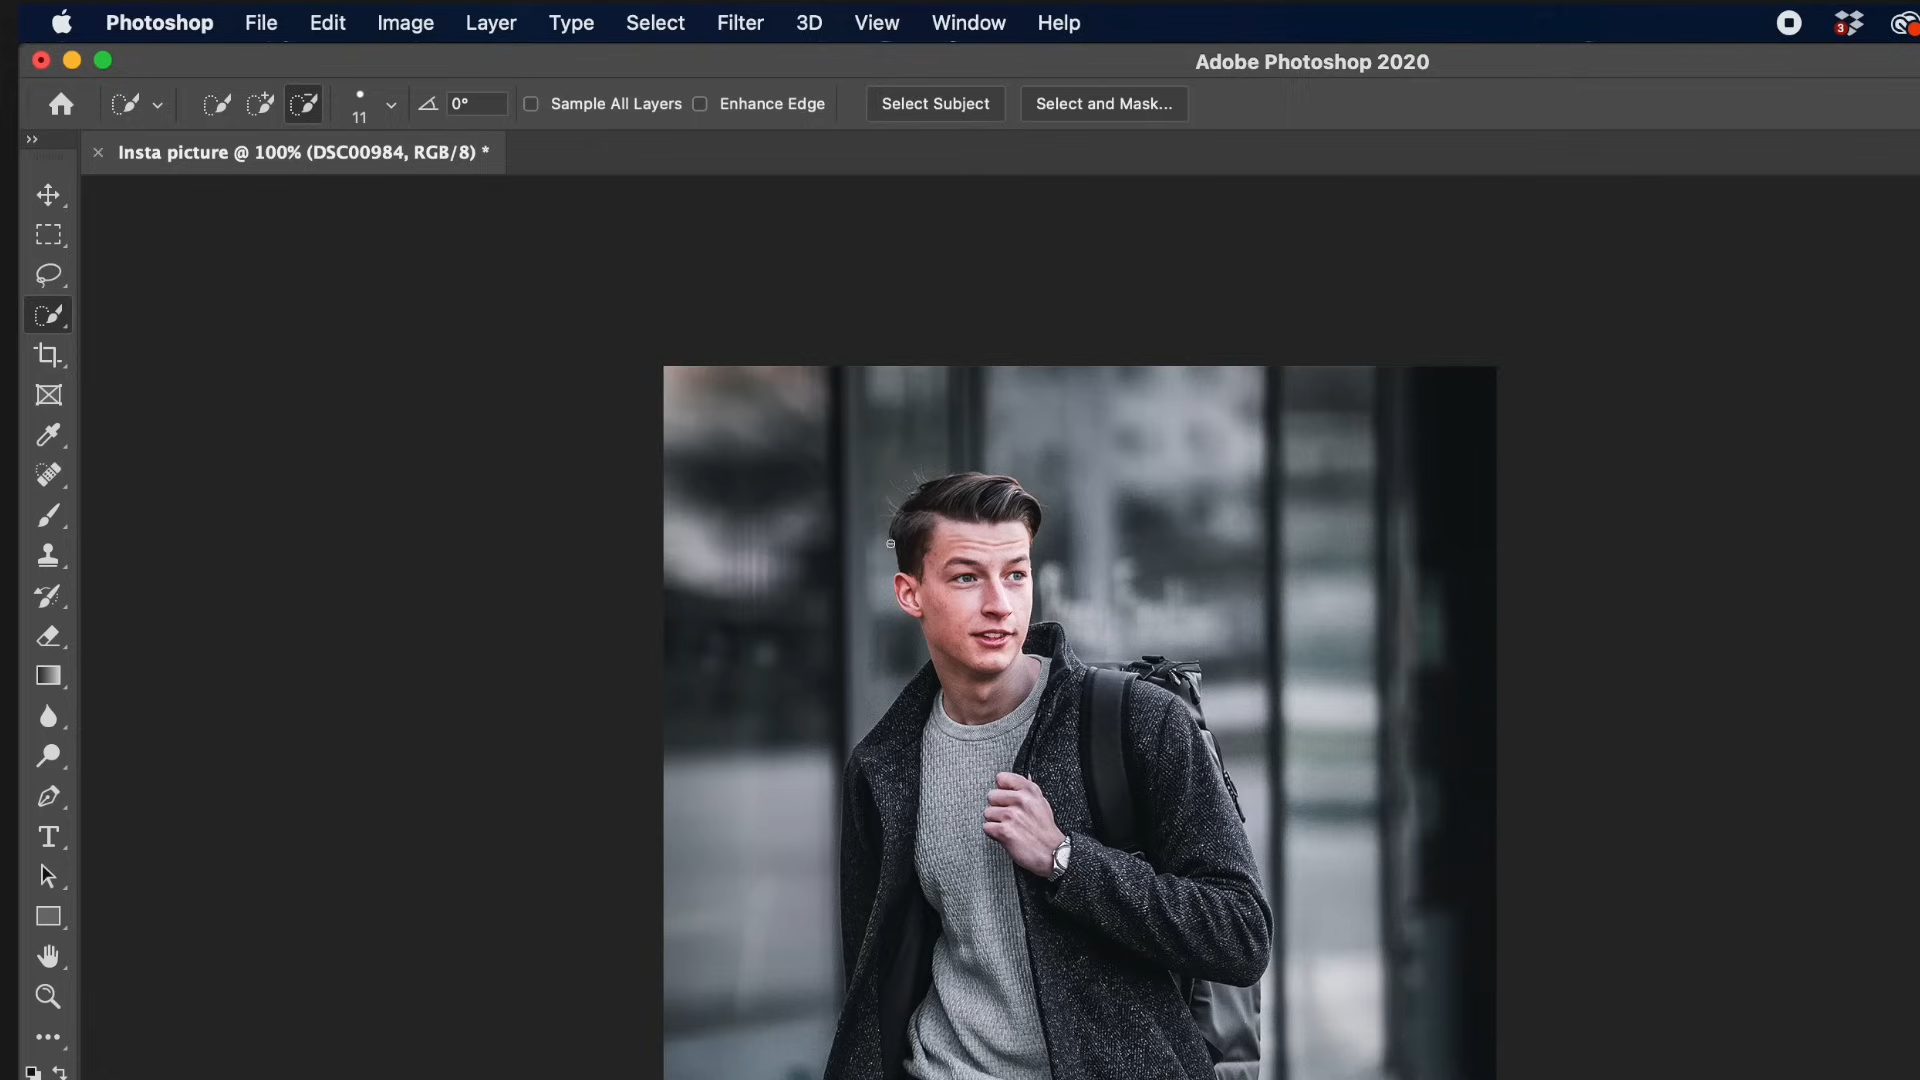 Photoshop File Edit Image Layer Type Select Filter 3D View Window Help 3
Adobe Photoshop 2020
11 0° Sample All Layers Enhance Edge Select Subject Select and Mask...
Insta picture @ 100% (DSC00984, RGB/8) *